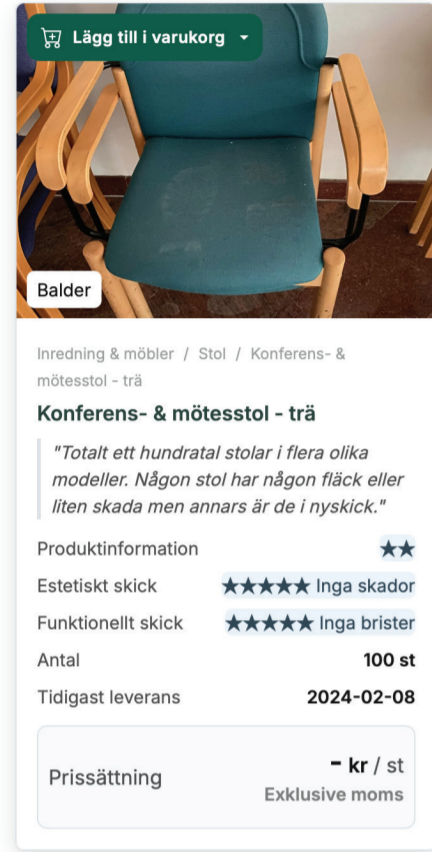 Lägg till i varukorg
Balder
Inredning & möbler / Stol / Konferens- &
mötesstol - trä
Konferens- & mötesstol - trä
"Totalt ett hundratal stolar i flera olika
modeller. Någon stol har någon fläck eller
liten skada men annars är de i nyskick."
Produktinformation ★★
Estetiskt skick ★★★★★ Inga skador
Funktionellt skick ★★★★★ Inga brister
Antal 100 st
Tidigast leverans 2024-02-08
Prissättning - kr / st
Exklusive moms